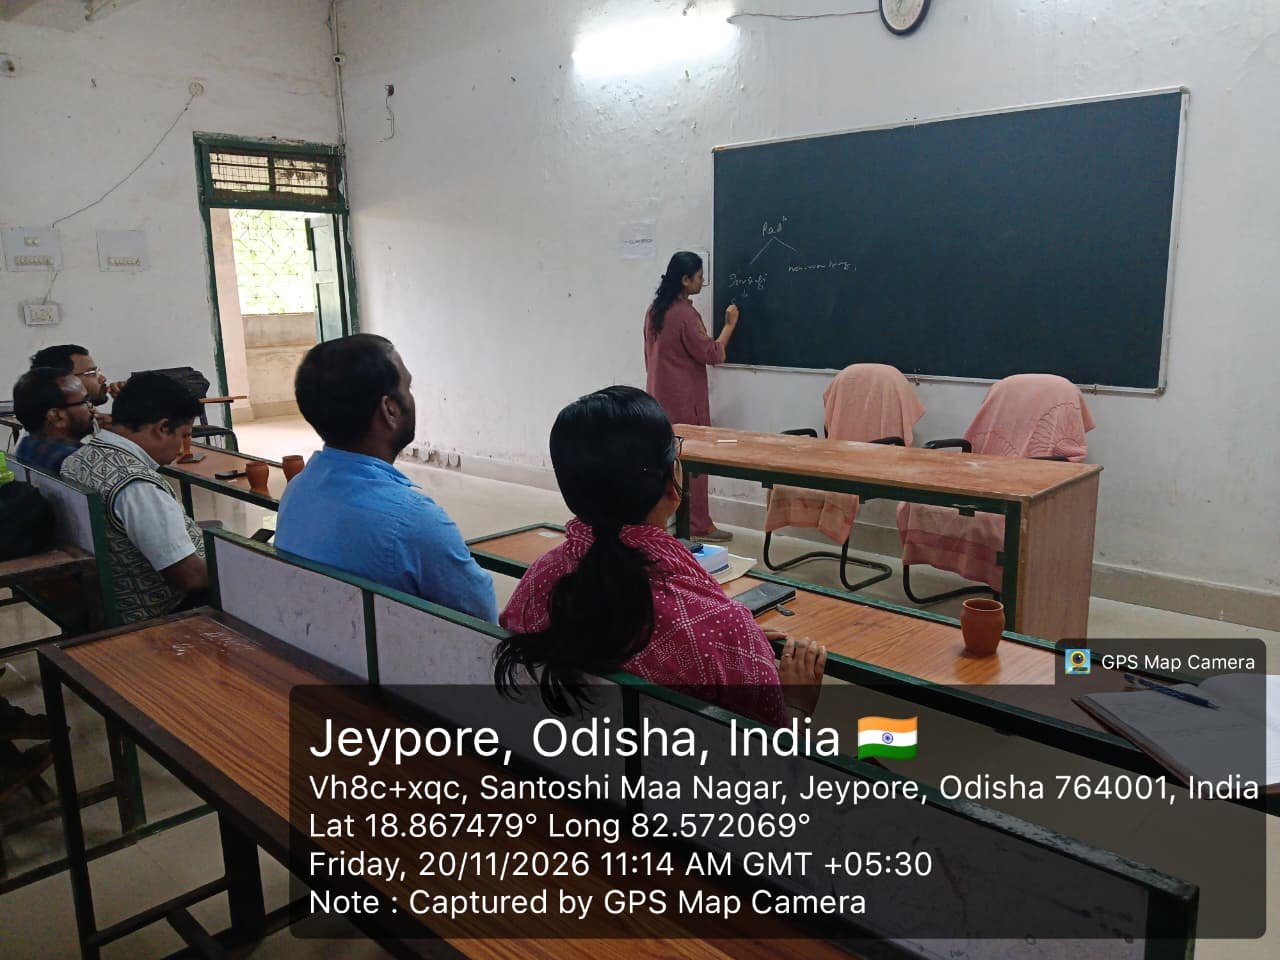 Rad^n
GPS Map Camera
Jeypore, Odisha, India
Vh8c+xqc, Santoshi Maa Nagar, Jeypore, Odisha 764001, India
Lat 18.867479° Long 82.572069°
Friday, 20/11/2026 11:14 AM GMT +05:30
Note : Captured by GPS Map Camera